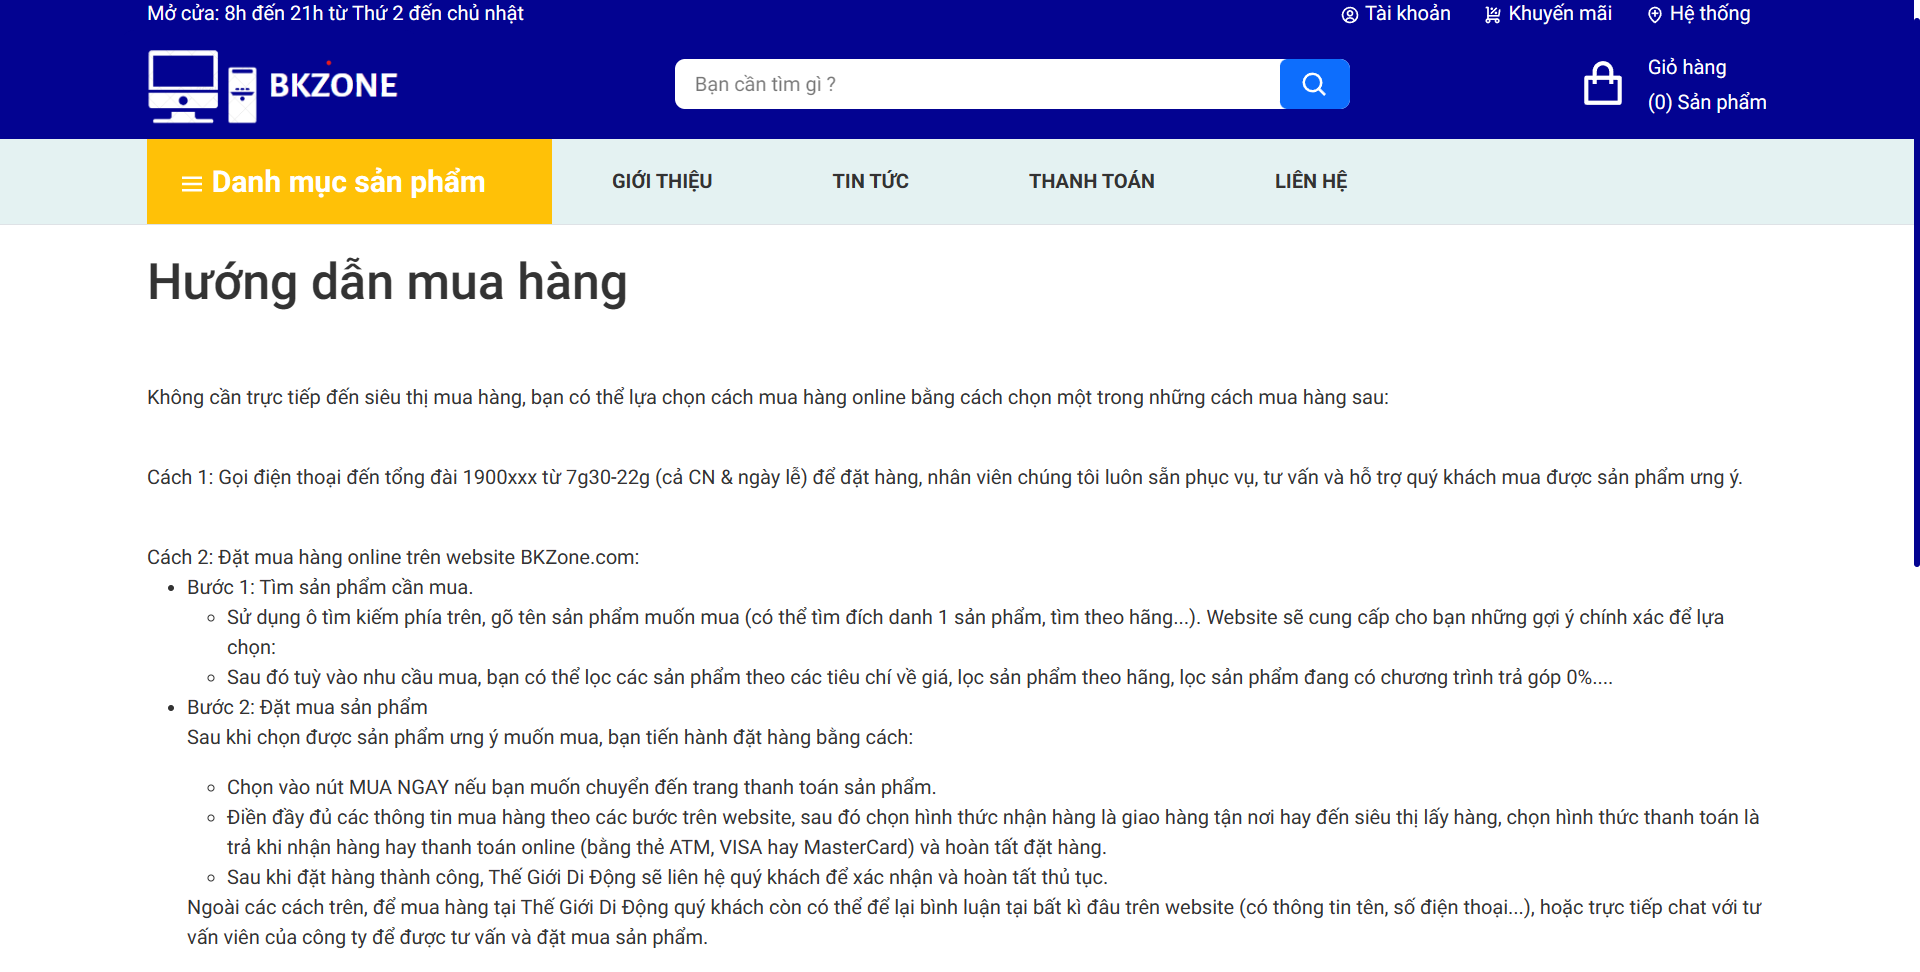 Mở cửa: 8h đến 21h từ Thứ 2 đến chủ nhật
Tài khoản
Khuyến mãi
Hệ thống
BKZONE
Bạn cần tìm gì ?
Giỏ hàng
(0) Sản phẩm
Danh mục sản phẩm
GIỚI THIỆU
TIN TỨC
THANH TOÁN
LIÊN HỆ
Hướng dẫn mua hàng
Không cần trực tiếp đến siêu thị mua hàng, bạn có thể lựa chọn cách mua hàng online bằng cách chọn một trong những cách mua hàng sau:
Cách 1: Gọi điện thoại đến tổng đài 1900xxx từ 7g30-22g (cả CN & ngày lễ) để đặt hàng, nhân viên chúng tôi luôn sẵn phục vụ, tư vấn và hỗ trợ quý khách mua được sản phẩm ưng ý.
Cách 2: Đặt mua hàng online trên website BKZone.com:
• Bước 1: Tìm sản phẩm cần mua.
◦ Sử dụng ô tìm kiếm phía trên, gõ tên sản phẩm muốn mua (có thể tìm đích danh 1 sản phẩm, tìm theo hãng...). Website sẽ cung cấp cho bạn những gợi ý chính xác để lựa
chọn:
◦ Sau đó tuỳ vào nhu cầu mua, bạn có thể lọc các sản phẩm theo các tiêu chí về giá, lọc sản phẩm theo hãng, lọc sản phẩm đang có chương trình trả góp 0%....
• Bước 2: Đặt mua sản phẩm
Sau khi chọn được sản phẩm ưng ý muốn mua, bạn tiến hành đặt hàng bằng cách:
◦ Chọn vào nút MUA NGAY nếu bạn muốn chuyển đến trang thanh toán sản phẩm.
◦ Điền đầy đủ các thông tin mua hàng theo các bước trên website, sau đó chọn hình thức nhận hàng là giao hàng tận nơi hay đến siêu thị lấy hàng, chọn hình thức thanh toán là
trả khi nhận hàng hay thanh toán online (bằng thẻ ATM, VISA hay MasterCard) và hoàn tất đặt hàng.
◦ Sau khi đặt hàng thành công, Thế Giới Di Động sẽ liên hệ quý khách để xác nhận và hoàn tất thủ tục.
Ngoài các cách trên, để mua hàng tại Thế Giới Di Động quý khách còn có thể để lại bình luận tại bất kì đâu trên website (có thông tin tên, số điện thoại...), hoặc trực tiếp chat với tư
vấn viên của công ty để được tư vấn và đặt mua sản phẩm.